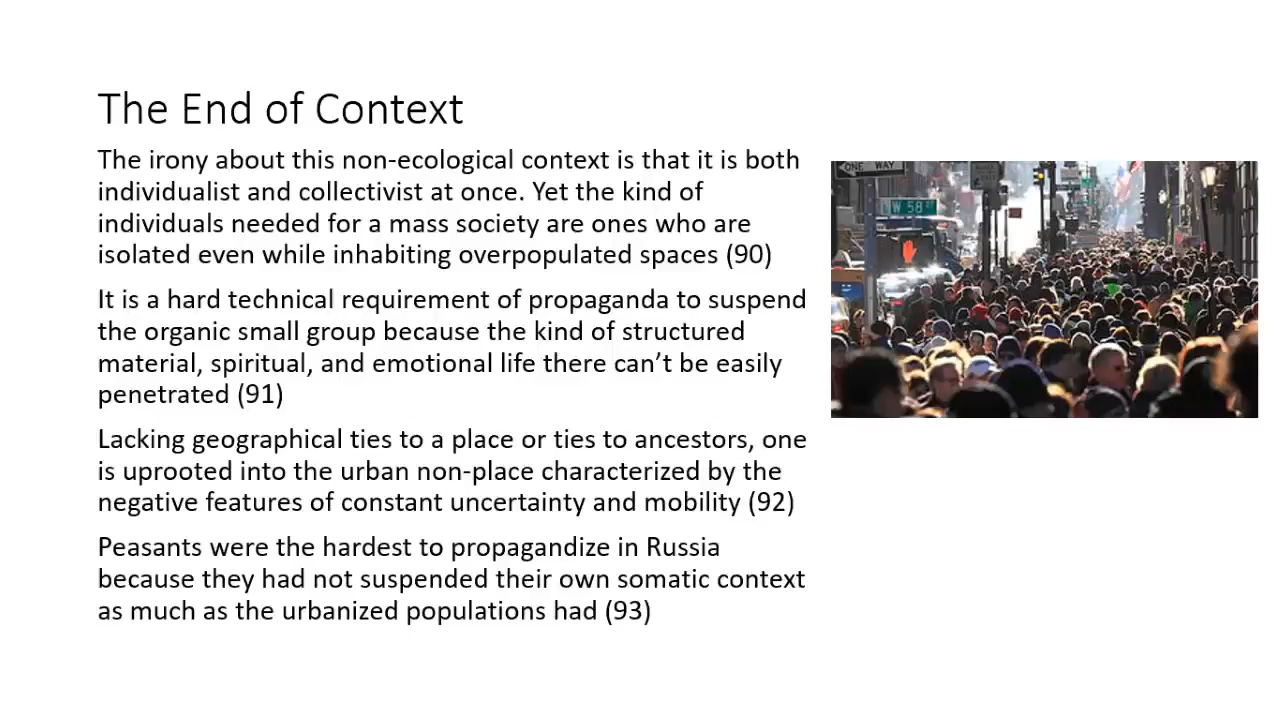 The End of Context
The irony about this non-ecological context is that it is both
individualist and collectivist at once. Yet the kind of
individuals needed for a mass society are ones who are
isolated even while inhabiting overpopulated spaces (90)
It is a hard technical requirement of propaganda to suspend
the organic small group because the kind of structured
material, spiritual, and emotional life there can’t be easily
penetrated (91)
Lacking geographical ties to a place or ties to ancestors, one
is uprooted into the urban non-place characterized by the
negative features of constant uncertainty and mobility (92)
Peasants were the hardest to propagandize in Russia
because they had not suspended their own somatic context
as much as the urbanized populations had (93)
ONE WAY
W 58